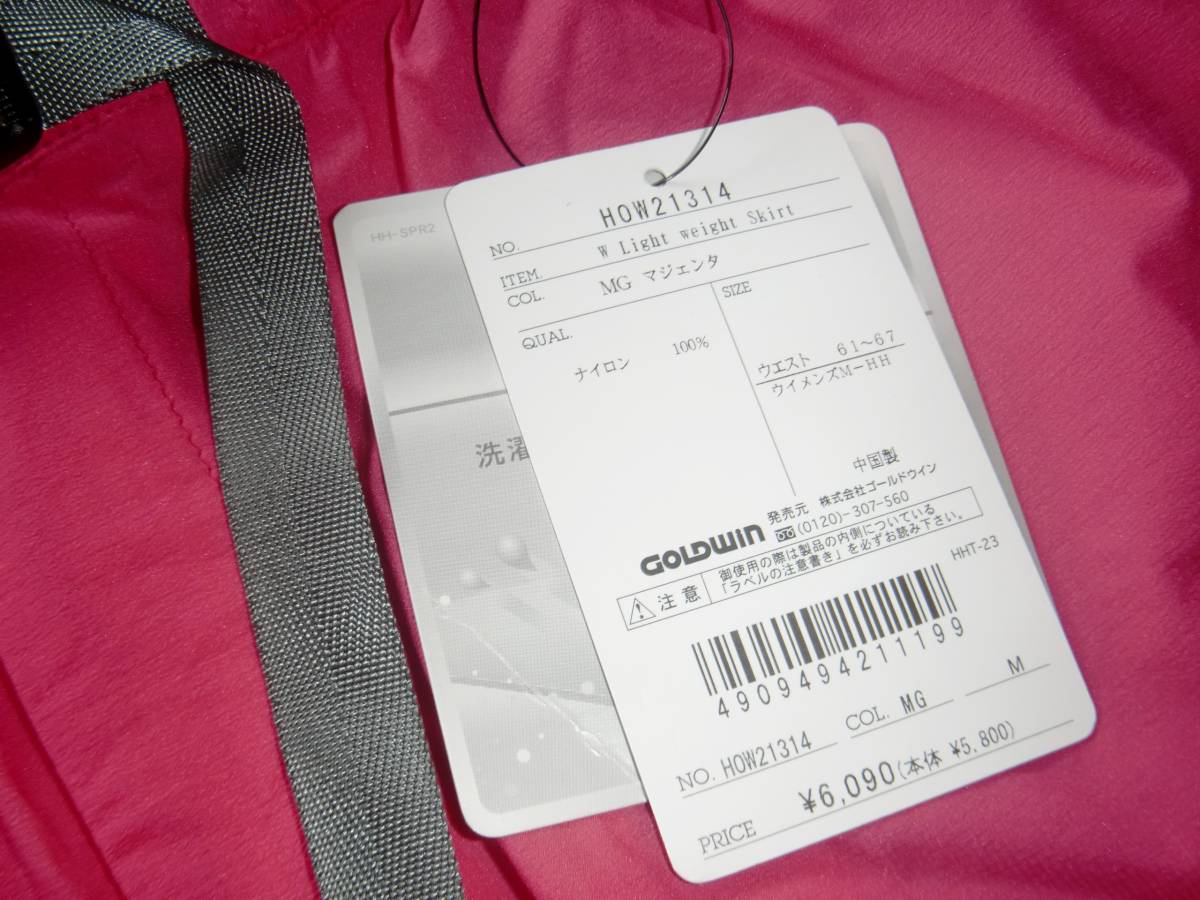 HH-SPR2
洗濯
NO. HOW21314
ITEM. W Light weight Skirt
COL. MG マジェンタ
QUAL.
ナイロン 100%
SIZE
ウエスト 61～67
ウイメンズM－HH
中国製
発売元 株式会社ゴールドウイン
GOLDWIN (0120)-307-560
注意 御使用の際は製品の内側についている
「ラベルの注意書き」を必ずお読み下さい。
HHT-23
4909494211199
NO. HOW21314 COL. MG M
PRICE ¥6,090(本体 ¥5,800)